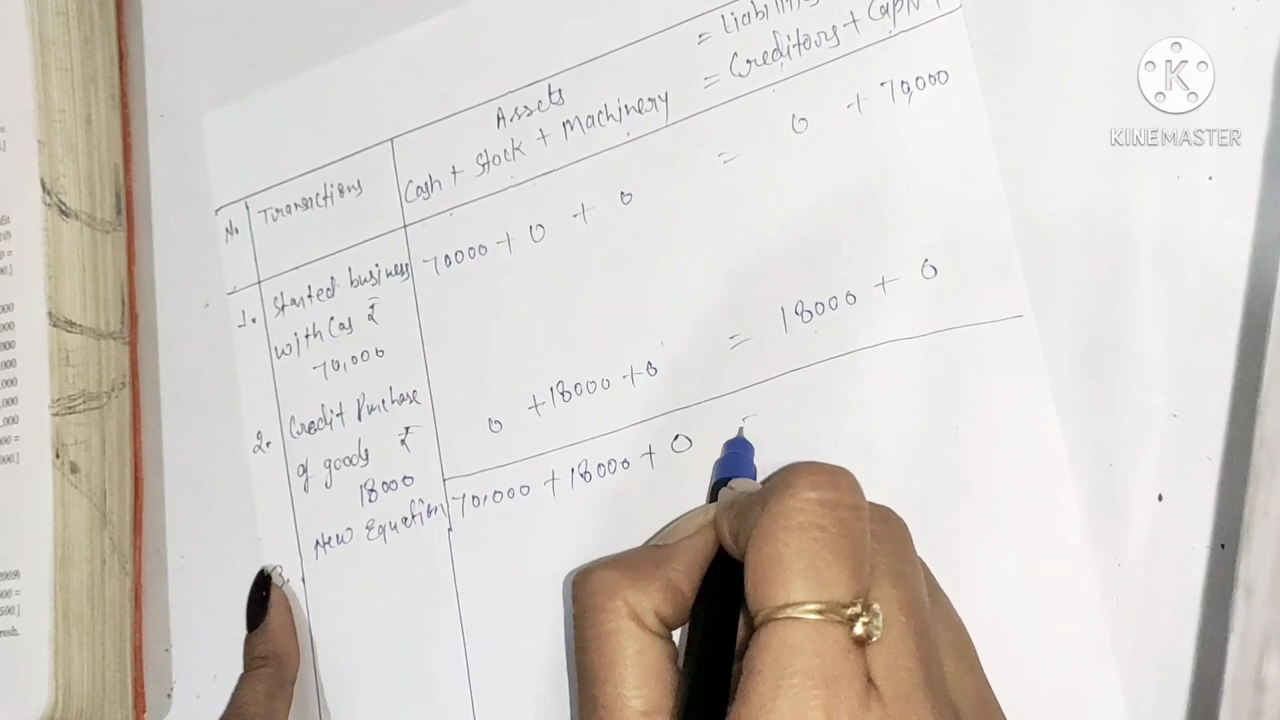 = Liabili
Assets
= Creditors + Cap
No. Transactions Cash + Stock + Machinery
1. Started business 70000 + 0 + 0 = 0 + 70,000
with Cas ₹
70,000
2. Credit Purchase 0 + 18000 + 0 = 18000 + 0
of goods ₹
18000
New Equation 70,000 + 18000 + 0
3.
KINEMASTER